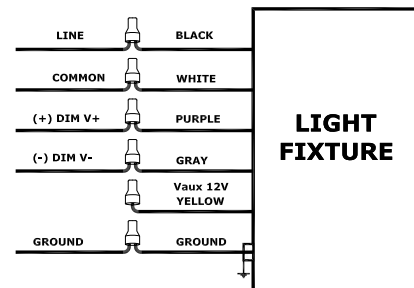 LINE BLACK
COMMON WHITE
(+) DIM V+ PURPLE
(-) DIM V- GRAY
Vaux 12V
YELLOW
GROUND GROUND
LIGHT
FIXTURE